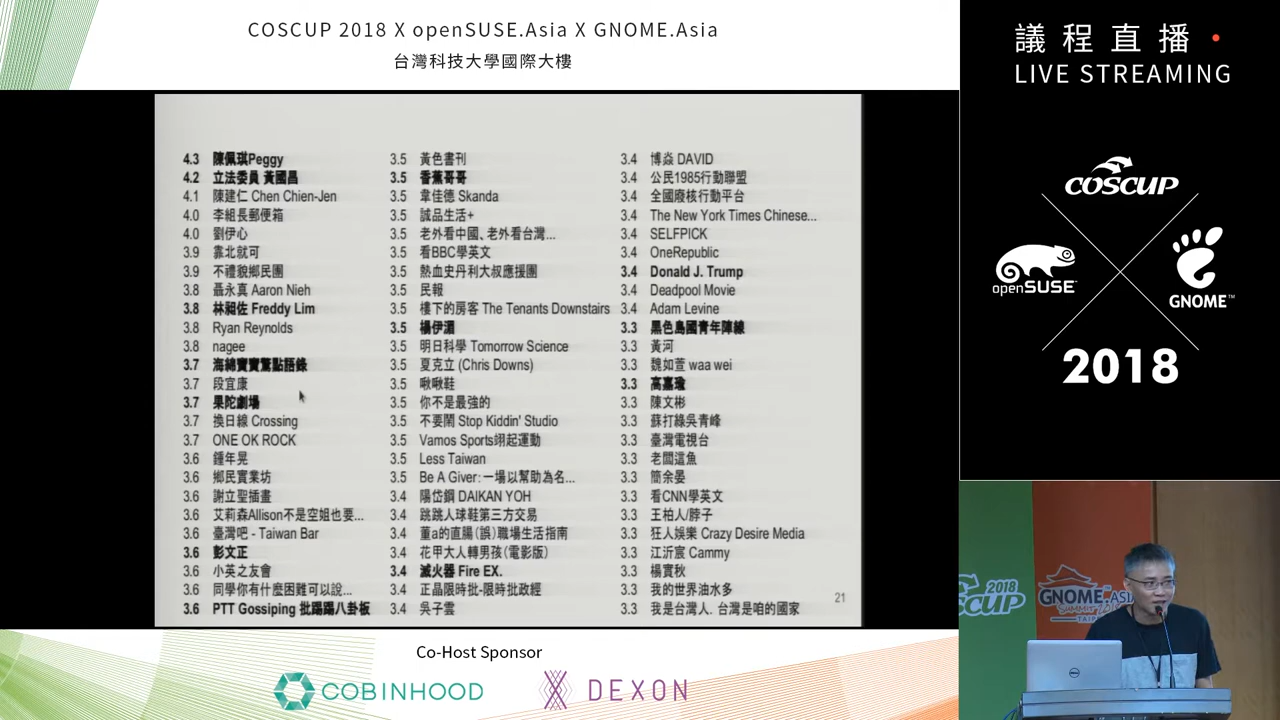 COSCUP 2018 X openSUSE.Asia X GNOME.Asia
台灣科技大學國際大樓
4.3 陳佩琪Peggy
4.2 立法委員 黃國昌
4.1 陳建仁 Chen Chien-Jen
4.0 李組長郵便箱
4.0 劉伊心
3.9 靠北就可
3.9 不禮貌鄉民團
3.8 聶永真 Aaron Nieh
3.8 林昶佐 Freddy Lim
3.8 Ryan Reynolds
3.8 nagee
3.7 海綿寶寶驚點語錄
3.7 段宜康
3.7 果陀劇場
3.7 換日線 Crossing
3.7 ONE OK ROCK
3.6 鍾年晃
3.6 鄉民實業坊
3.6 謝立聖插畫
3.6 艾莉森Allison不是空姐也要...
3.6 臺灣吧 - Taiwan Bar
3.6 彭文正
3.6 小英之友會
3.6 同學你有什麼困難可以說...
3.6 PTT Gossiping 批踢踢八卦板
3.5 黃色書刊
3.5 香蕉哥哥
3.5 韋佳德 Skanda
3.5 誠品生活+
3.5 老外看中國、老外看台灣...
3.5 看BBC學英文
3.5 熱血史丹利大叔應援團
3.5 民報
3.5 樓下的房客 The Tenants Downstairs
3.5 楊伊湄
3.5 明日科學 Tomorrow Science
3.5 夏克立 (Chris Downs)
3.5 啾啾鞋
3.5 你不是最強的
3.5 不要鬧 Stop Kiddin' Studio
3.5 Vamos Sports翊起運動
3.5 Less Taiwan
3.5 Be A Giver: 一場以幫助為名...
3.4 陽岱鋼 DAIKAN YOH
3.4 跳跳人球鞋第三方交易
3.4 董a的直腸(誤)職場生活指南
3.4 花甲大人轉男孩(電影版)
3.4 滅火器 Fire EX.
3.4 正晶限時批-限時批政經
3.4 吳子雲
3.4 博焱 DAVID
3.4 公民1985行動聯盟
3.4 全國廢核行動平台
3.4 The New York Times Chinese...
3.4 SELFPICK
3.4 OneRepublic
3.4 Donald J. Trump
3.4 Deadpool Movie
3.4 Adam Levine
3.3 黑色島國青年陣線
3.3 黃河
3.3 魏如萱 waa wei
3.3 高嘉瑜
3.3 陳文彬
3.3 蘇打綠吳青峰
3.3 臺灣電視台
3.3 老闆這魚
3.3 簡余晏
3.3 看CNN學英文
3.3 王柏人/脖子
3.3 狂人娛樂 Crazy Desire Media
3.3 江沂宸 Cammy
3.3 楊實秋
3.3 我的世界油水多
3.3 我是台灣人．台灣是咱的國家
21
Co-Host Sponsor
COBINHOOD
DEXON
議程直播
LIVE STREAMING
COSCUP
openSUSE
GNOME™
2018
2018
GNOME.ASIA
DELL